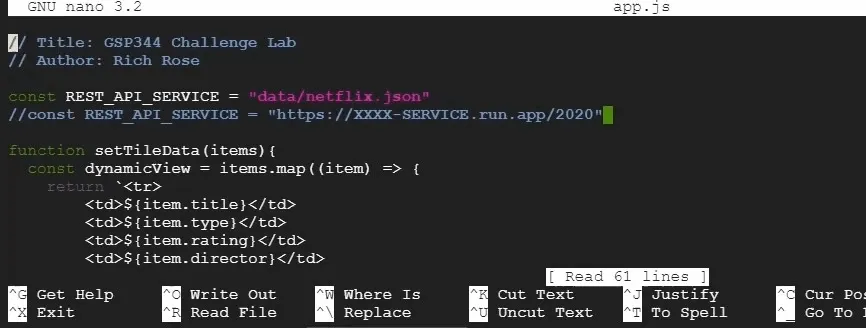 GNU nano 3.2 app.js
// Title: GSP344 Challenge Lab
// Author: Rich Rose
const REST_API_SERVICE = "data/netflix.json"
//const REST_API_SERVICE = "https://XXXX-SERVICE.run.app/2020"
function setTileData(items){
const dynamicView = items.map((item) => {
return `<tr>
<td>${item.title}</td>
<td>${item.type}</td>
<td>${item.rating}</td>
<td>${item.director}</td>
[ Read 61 lines ]
^G Get Help ^O Write Out ^W Where Is ^K Cut Text ^J Justify ^C Cur Pos
^X Exit ^R Read File ^\ Replace ^U Uncut Text ^T To Spell ^_ Go To